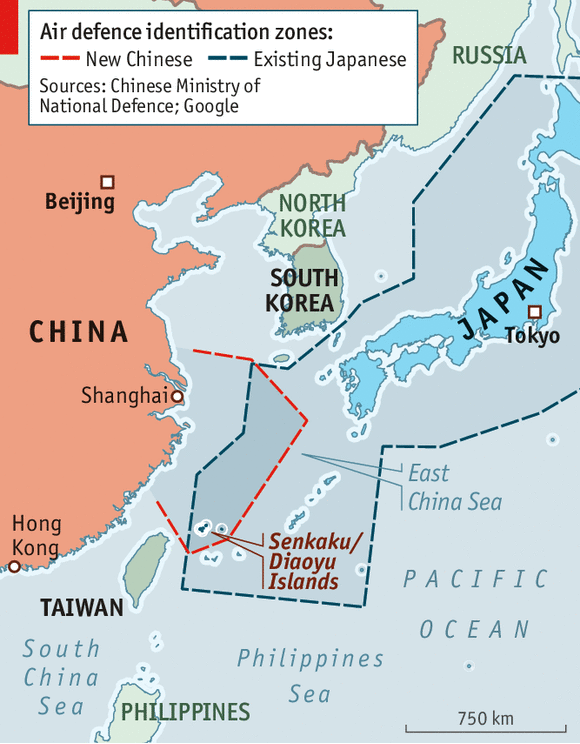 Air defence identification zones:
New Chinese Existing Japanese
Sources: Chinese Ministry of
National Defence; Google
RUSSIA
Beijing
NORTH
KOREA
SOUTH
KOREA
JAPAN
Tokyo
CHINA
Shanghai
East
China Sea
Hong
Kong
Senkaku/
Diaoyu
Islands
TAIWAN
PACIFIC
OCEAN
South
China
Sea
Philippines
Sea
PHILIPPINES
750 km